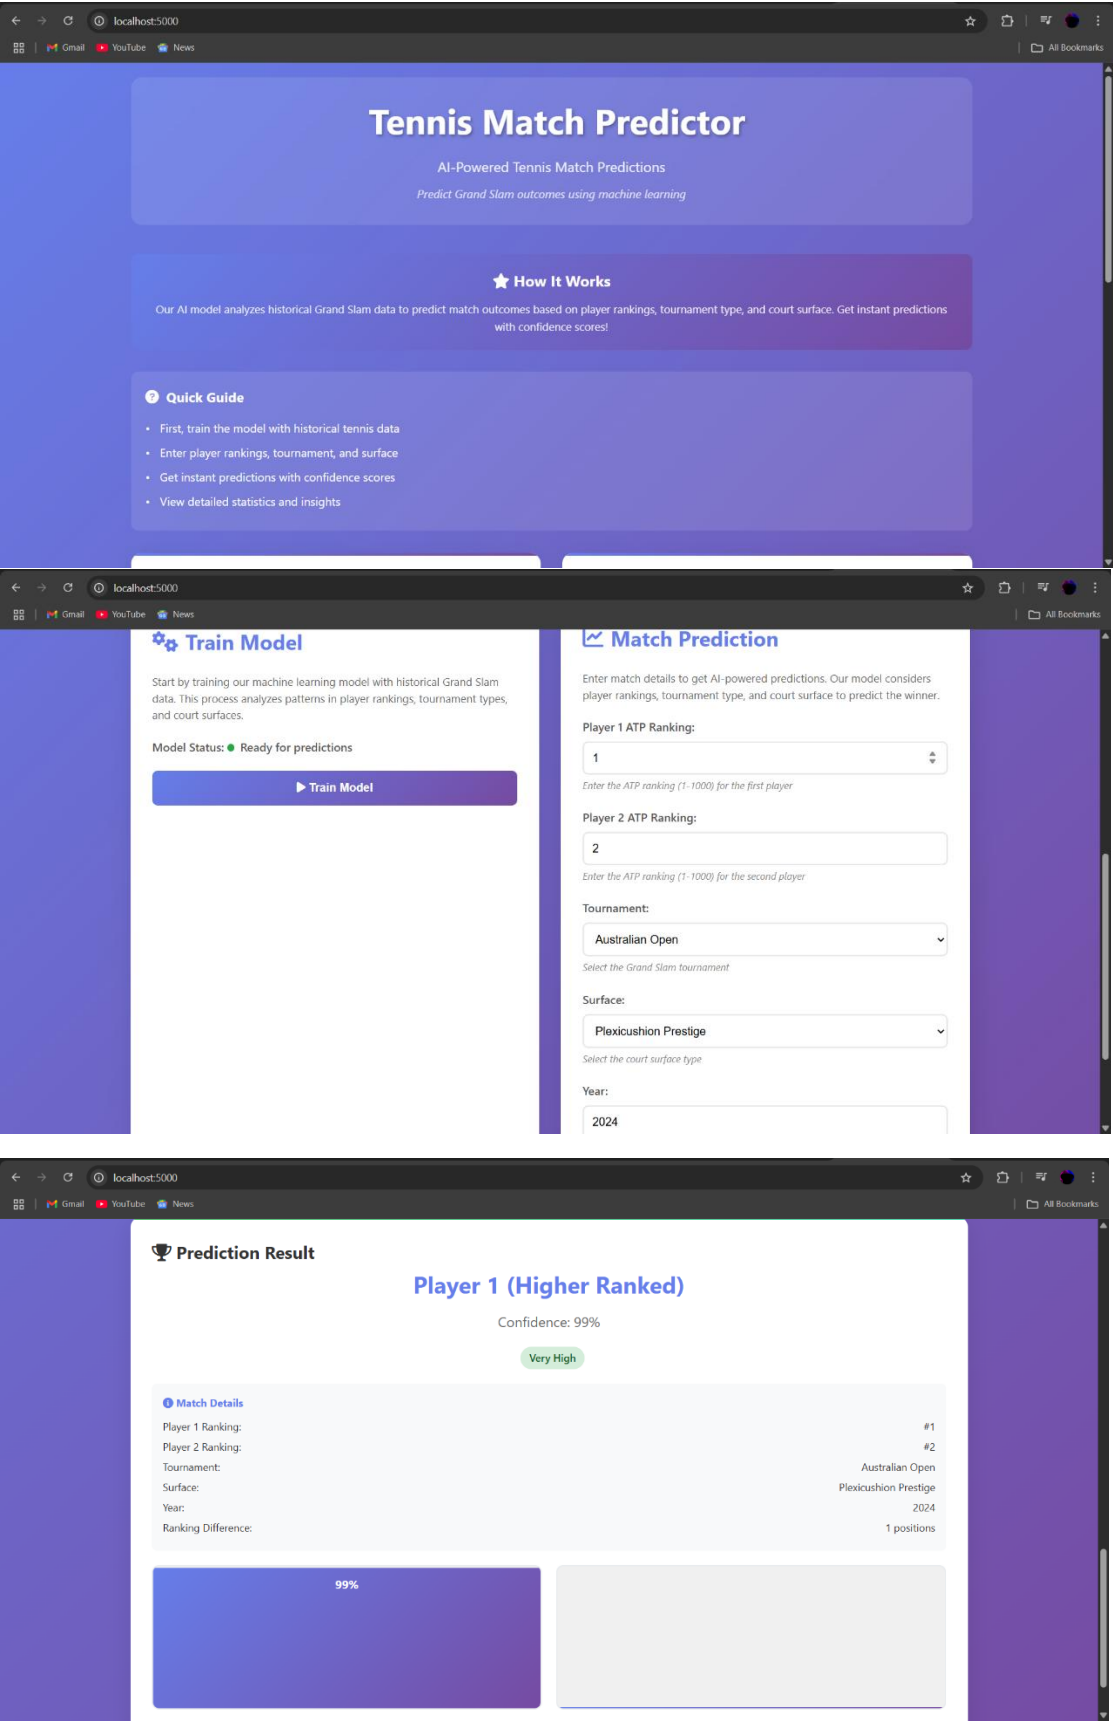 localhost:5000
Gmail YouTube News All Bookmarks
Tennis Match Predictor
AI-Powered Tennis Match Predictions
Predict Grand Slam outcomes using machine learning
How It Works
Our AI model analyzes historical Grand Slam data to predict match outcomes based on player rankings, tournament type, and court surface. Get instant predictions
with confidence scores!
Quick Guide
• First, train the model with historical tennis data
• Enter player rankings, tournament, and surface
• Get instant predictions with confidence scores
• View detailed statistics and insights
localhost:5000
Gmail YouTube News All Bookmarks
Train Model
Start by training our machine learning model with historical Grand Slam
data. This process analyzes patterns in player rankings, tournament types,
and court surfaces.
Model Status: Ready for predictions
Train Model
Match Prediction
Enter match details to get AI-powered predictions. Our model considers
player rankings, tournament type, and court surface to predict the winner.
Player 1 ATP Ranking:
1
Enter the ATP ranking (1-1000) for the first player
Player 2 ATP Ranking:
2
Enter the ATP ranking (1-1000) for the second player
Tournament:
Australian Open
Select the Grand Slam tournament
Surface:
Plexicushion Prestige
Select the court surface type
Year:
2024
localhost:5000
Gmail YouTube News All Bookmarks
Prediction Result
Player 1 (Higher Ranked)
Confidence: 99%
Very High
Match Details
Player 1 Ranking: #1
Player 2 Ranking: #2
Tournament: Australian Open
Surface: Plexicushion Prestige
Year: 2024
Ranking Difference: 1 positions
99%